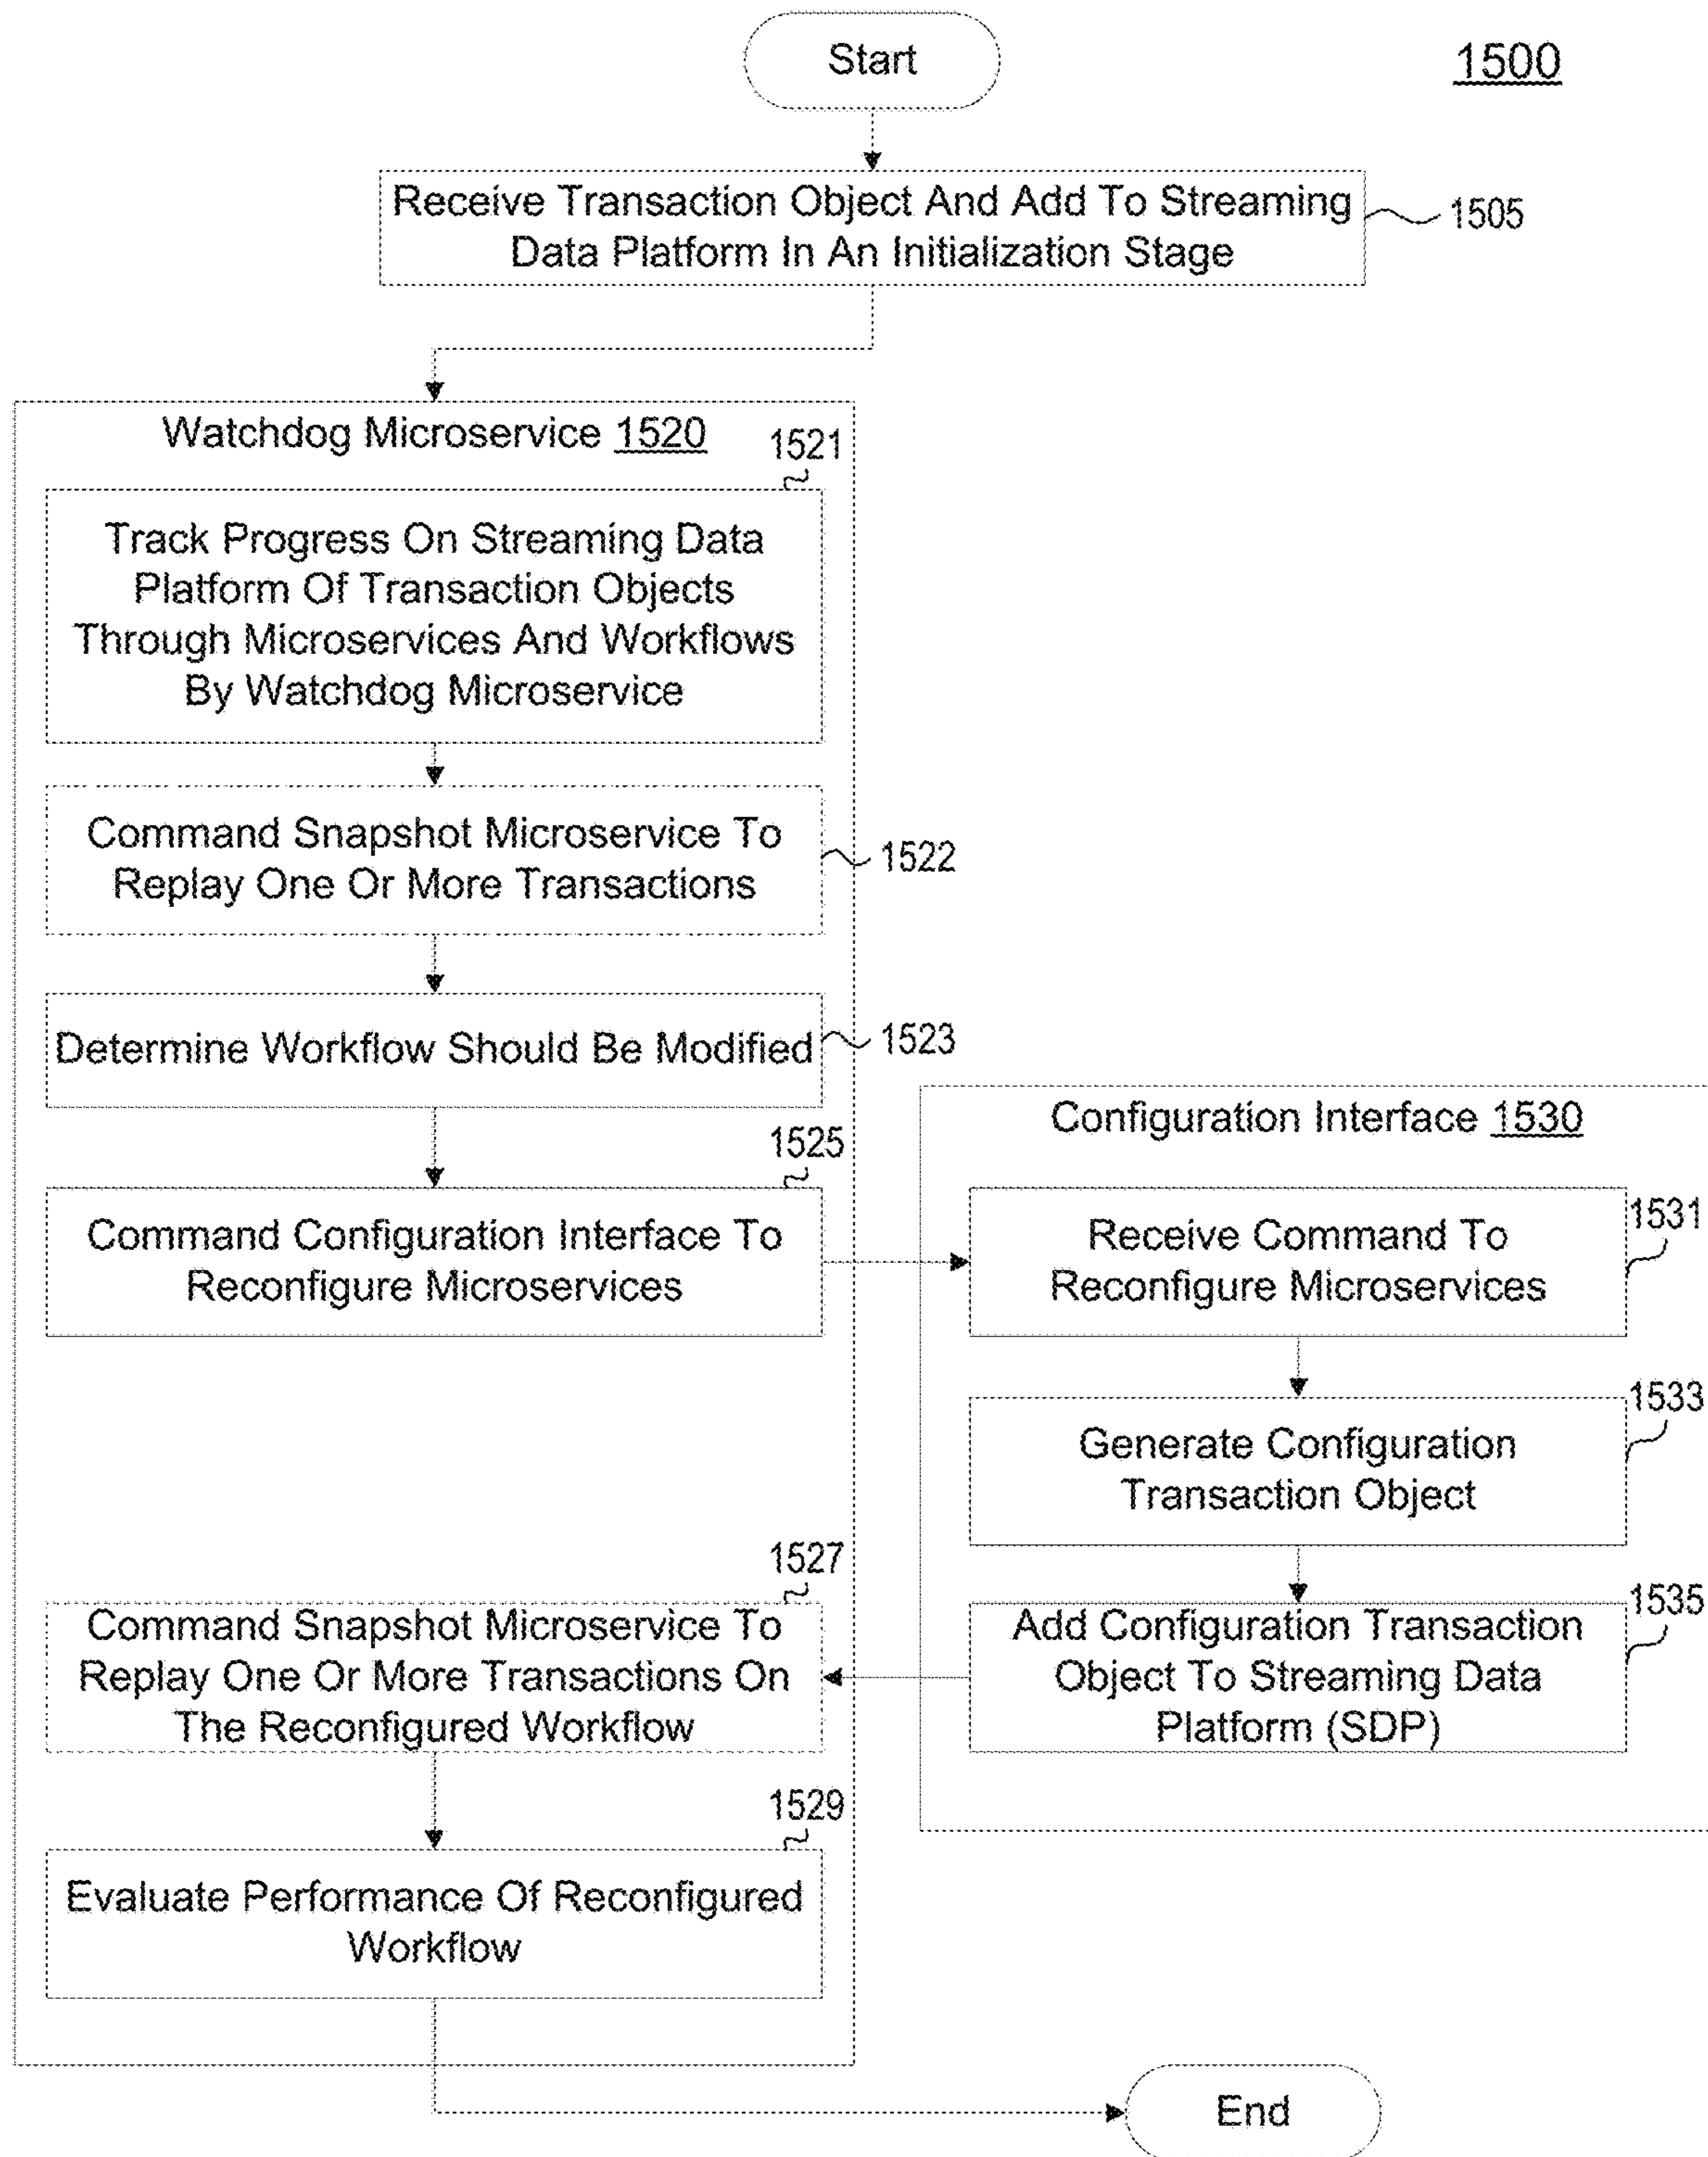 Start
1500
Receive Transaction Object And Add To Streaming
Data Platform In An Initialization Stage
1505
Watchdog Microservice 1520
1521
Track Progress On Streaming Data
Platform Of Transaction Objects
Through Microservices And Workflows
By Watchdog Microservice
Command Snapshot Microservice To
Replay One Or More Transactions
1522
Determine Workflow Should Be Modified
1523
1525
Command Configuration Interface To
Reconfigure Microservices
Configuration Interface 1530
Receive Command To
Reconfigure Microservices
1531
Generate Configuration
Transaction Object
1533
Add Configuration Transaction
Object To Streaming Data
Platform (SDP)
1535
1527
Command Snapshot Microservice To
Replay One Or More Transactions On
The Reconfigured Workflow
1529
Evaluate Performance Of Reconfigured
Workflow
End